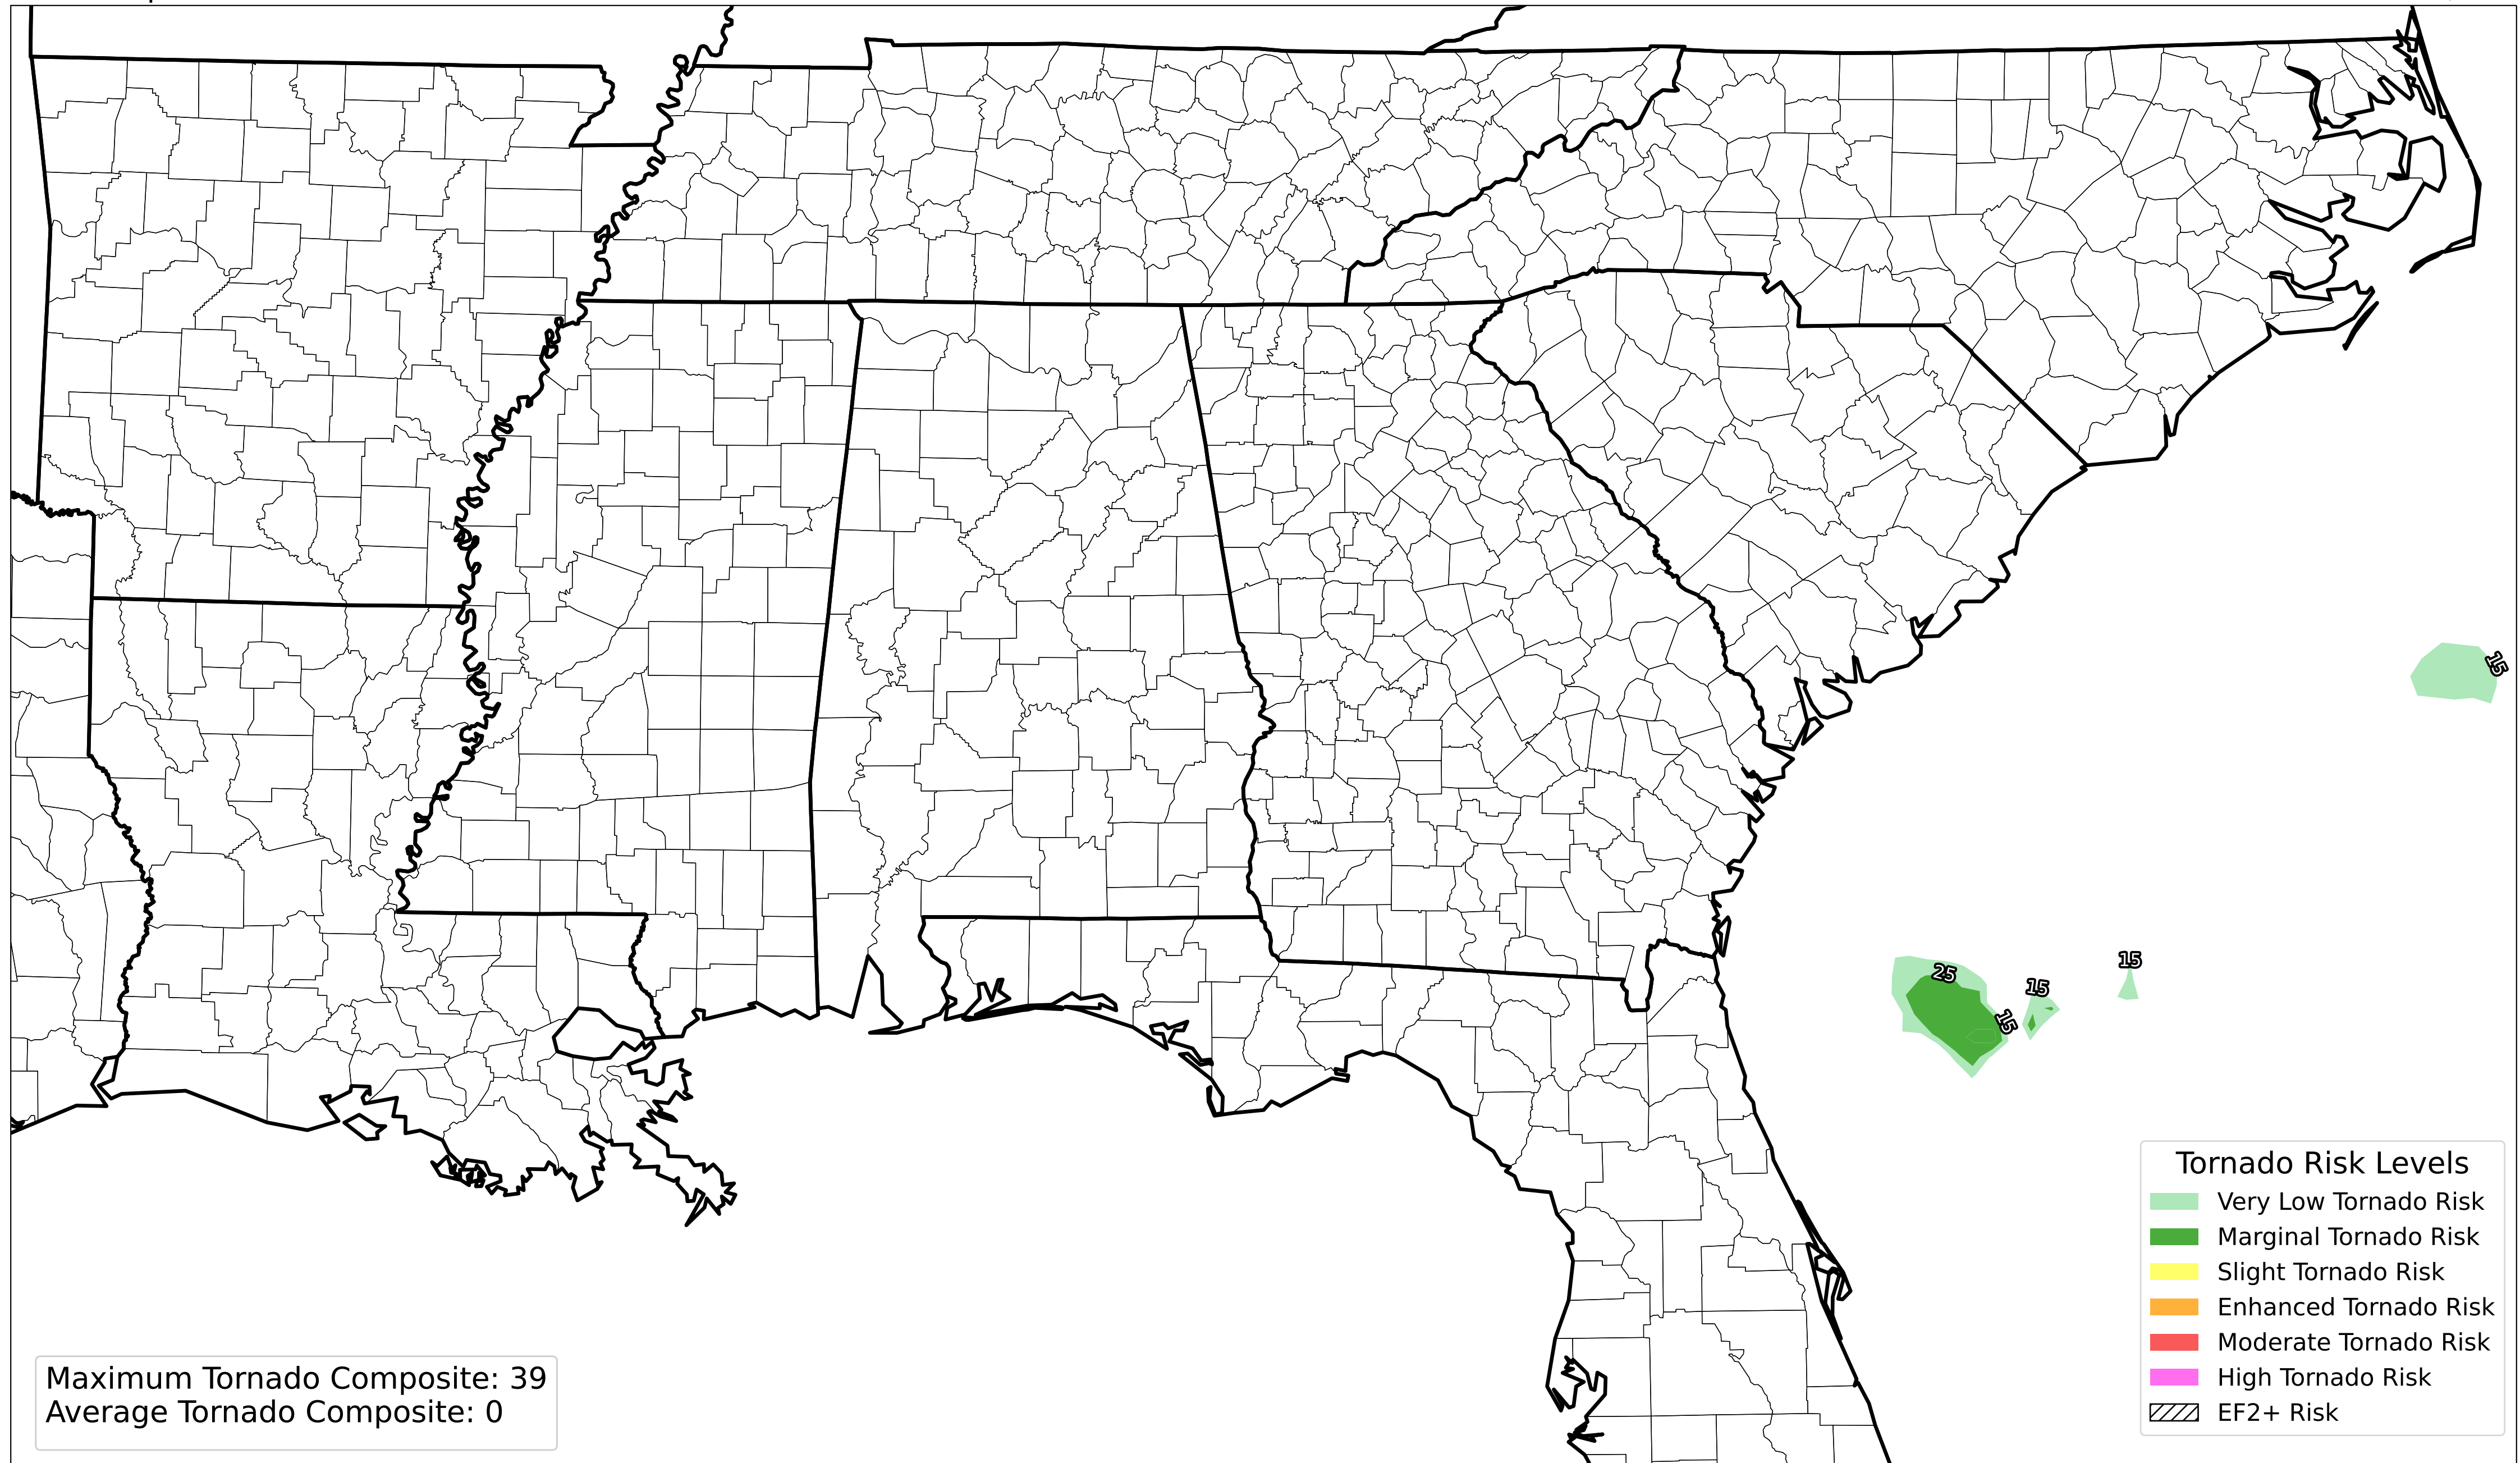 15
25
15
15
15
Tornado Risk Levels
Very Low Tornado Risk
Marginal Tornado Risk
Slight Tornado Risk
Enhanced Tornado Risk
Moderate Tornado Risk
High Tornado Risk
EF2+ Risk
Maximum Tornado Composite: 39
Average Tornado Composite: 0